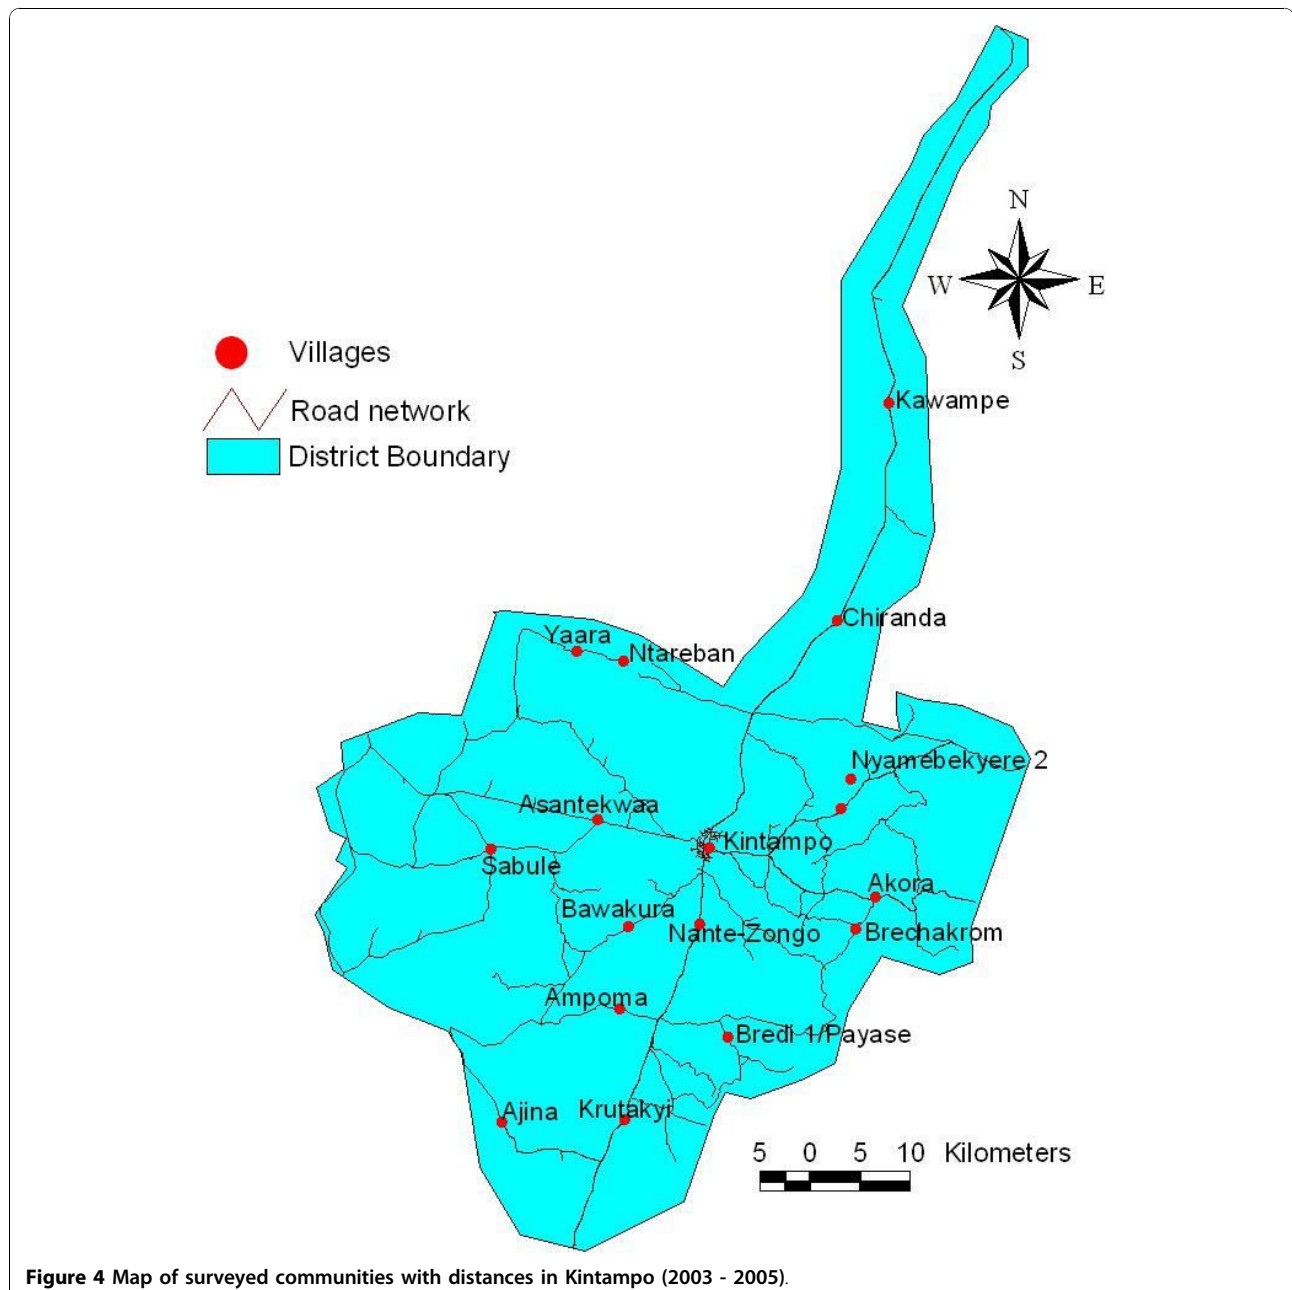 N
W E
S
Villages
Road network
District Boundary
Kawampe
Chiranda
Yaara
Ntareban
Nyamebekyere 2
Asantekwaa
Kintampo
Sabule
Akora
Bawakura
Nante-Zongo
Brechakrom
Ampoma
Bredi 1/Payase
Ajina
Krutakyi
5 0 5 10 Kilometers
Figure 4 Map of surveyed communities with distances in Kintampo (2003 - 2005).